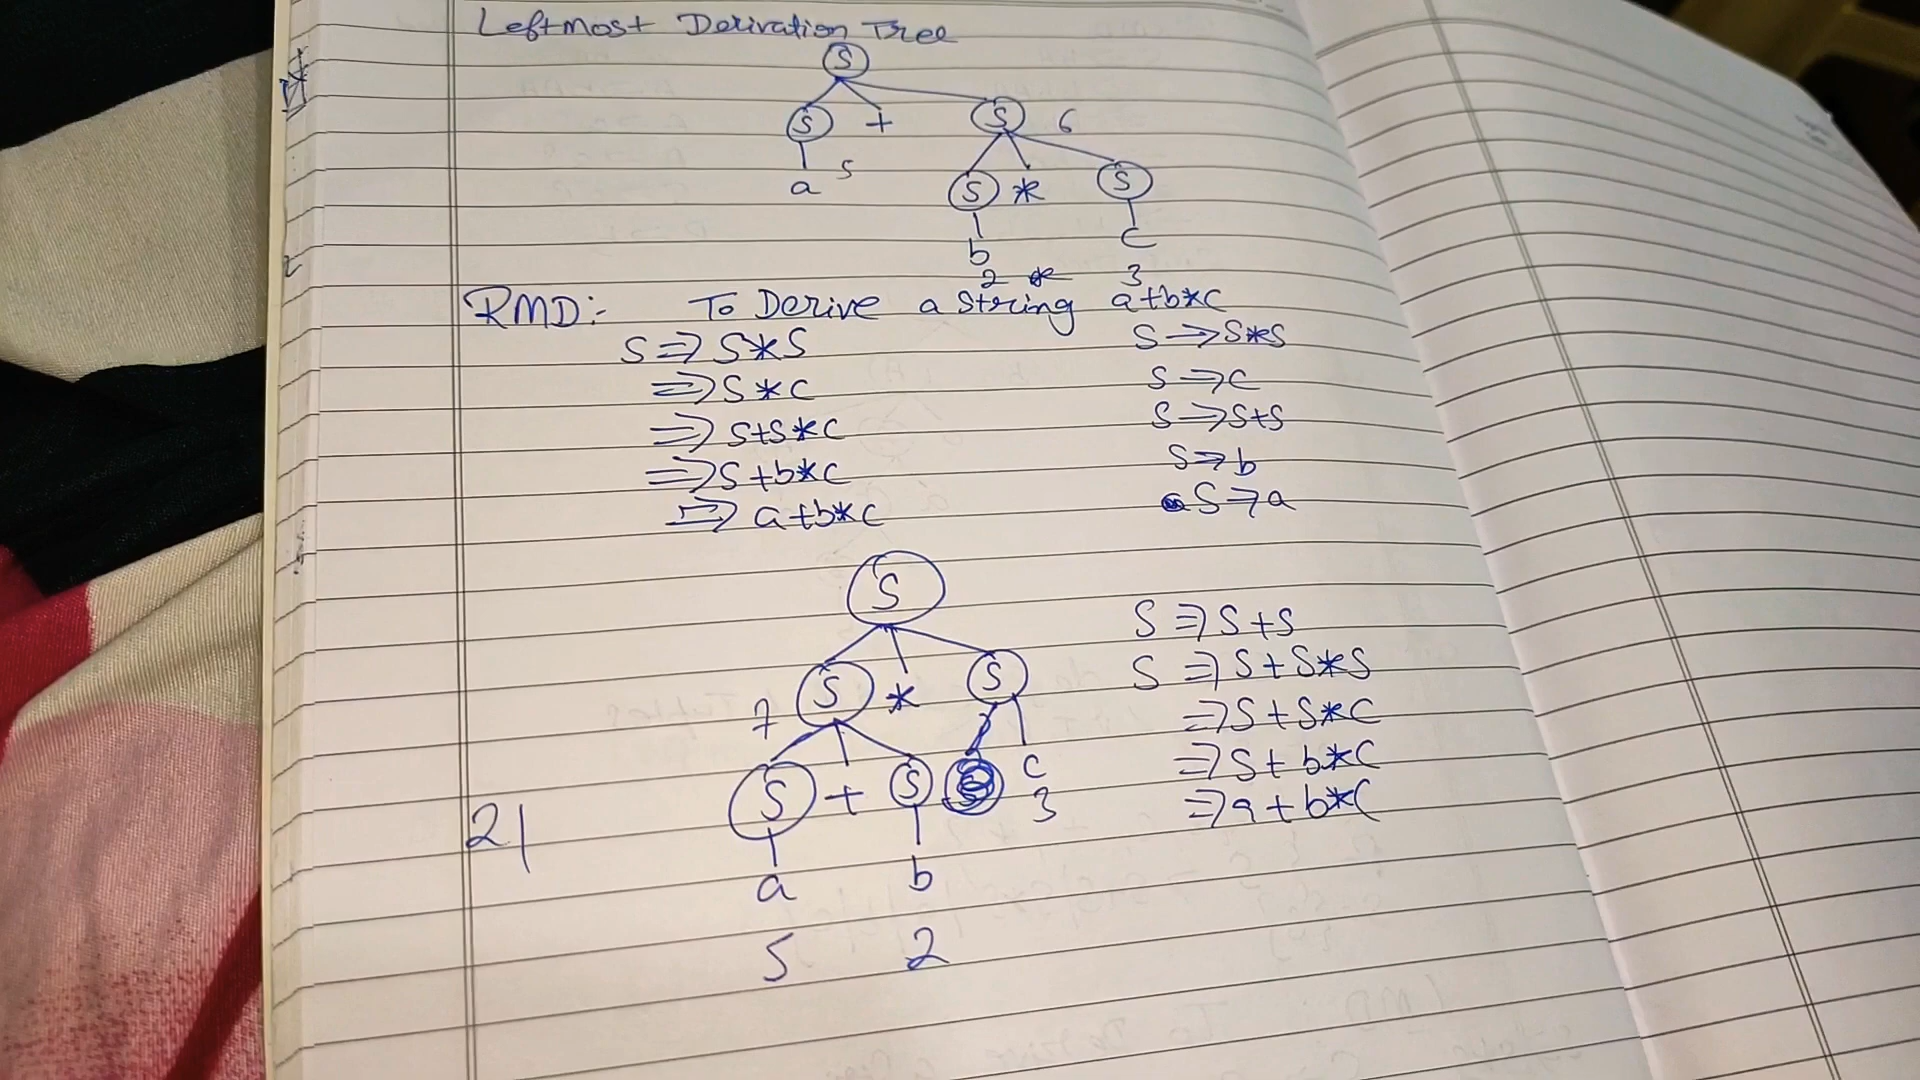 Leftmost Derivation Tree
S
S + S 6
a 5 S * S
b c
2 * 3
RMD:- To Derive a string a+b*c
S ⇒ S*S S → S*S
⇒ S*c S → c
⇒ S+S*c S → S+S
⇒ S+b*c S → b
⇒ a+b*c S → a
S
S ⇒ S+S
7 S * S S ⇒ S+S*S
⇒ S+S*c
S + S c ⇒ S+b*c
21 3 ⇒ a+b*c
a b
5 2